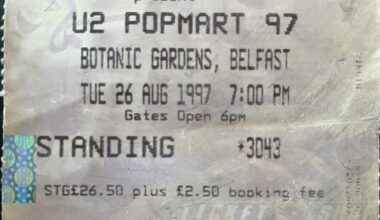 present
U2 POPMART 97
BOTANIC GARDENS, BELFAST
TUE 26 AUG 1997 7:00 PM
Gates Open 6pm
STANDING *3043
STG£26.50 plus £2.50 booking fee